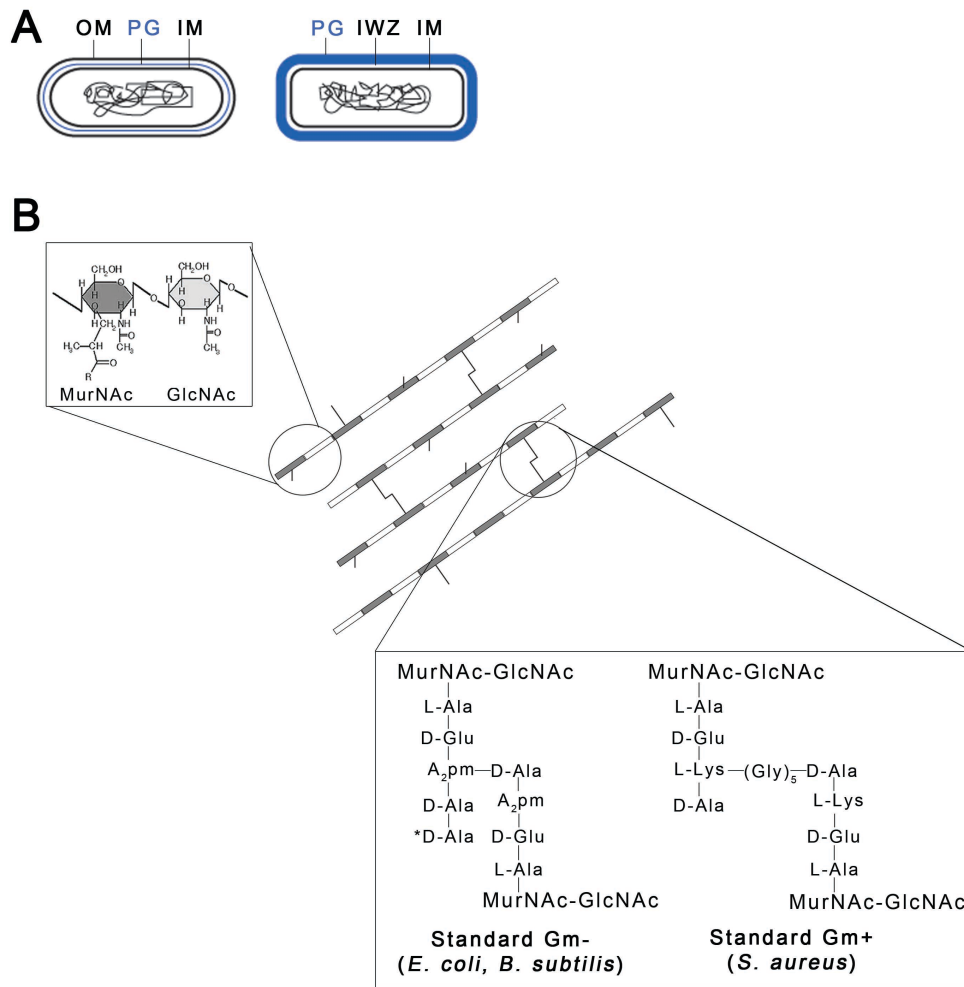 A
OM PG IM
PG IWZ IM
B
CH₂OH
CH₂OH
H
O
H
O
H
H
H
H
O
O
H
H
O
H
O
H
HCH₂
NH
H
NH
H₃C—CH
=O
=O
CH₃
CH₃
O
R
MurNAc GlcNAc
MurNAc-GlcNAc MurNAc-GlcNAc
L-Ala L-Ala
D-Glu D-Glu
A₂pm—D-Ala L-Lys—(Gly)₅—D-Ala
D-Ala A₂pm D-Ala L-Lys
*D-Ala D-Glu D-Glu
L-Ala L-Ala
MurNAc-GlcNAc MurNAc-GlcNAc
Standard Gm- Standard Gm+
(E. coli, B. subtilis) (S. aureus)